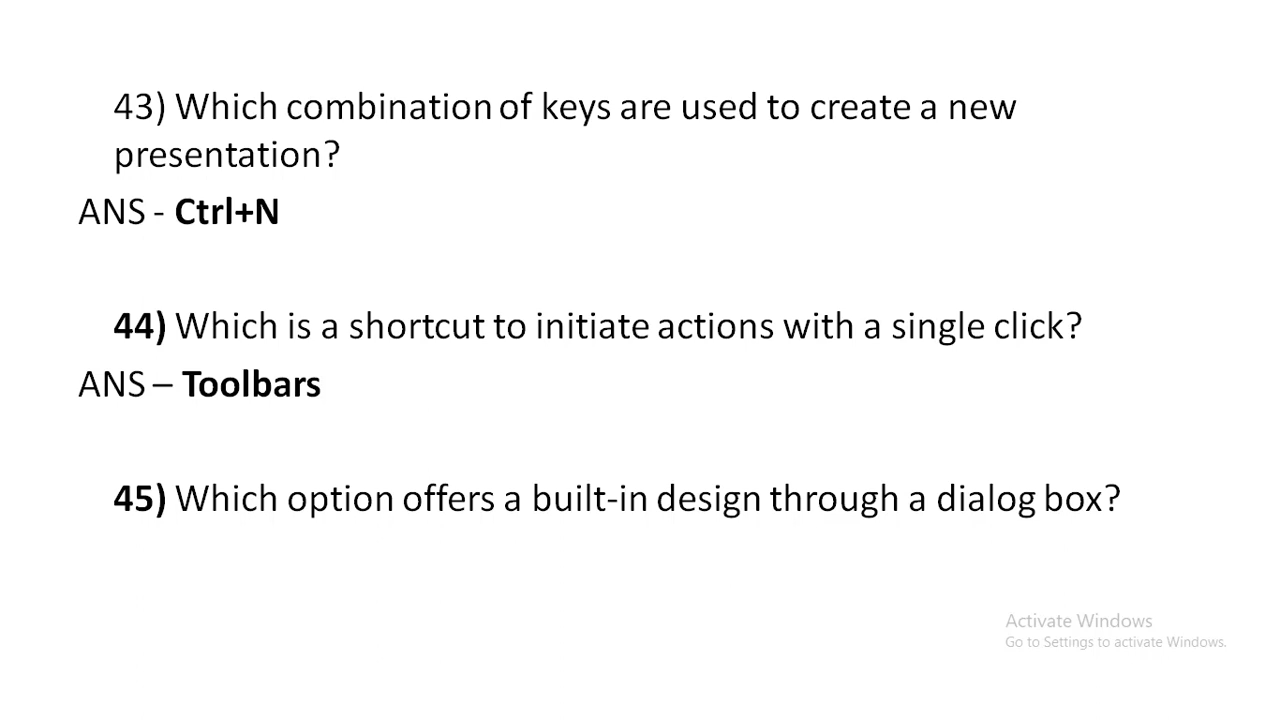 43) Which combination of keys are used to create a new
presentation?
ANS - Ctrl+N
44) Which is a shortcut to initiate actions with a single click?
ANS – Toolbars
45) Which option offers a built-in design through a dialog box?
Activate Windows
Go to Settings to activate Windows.